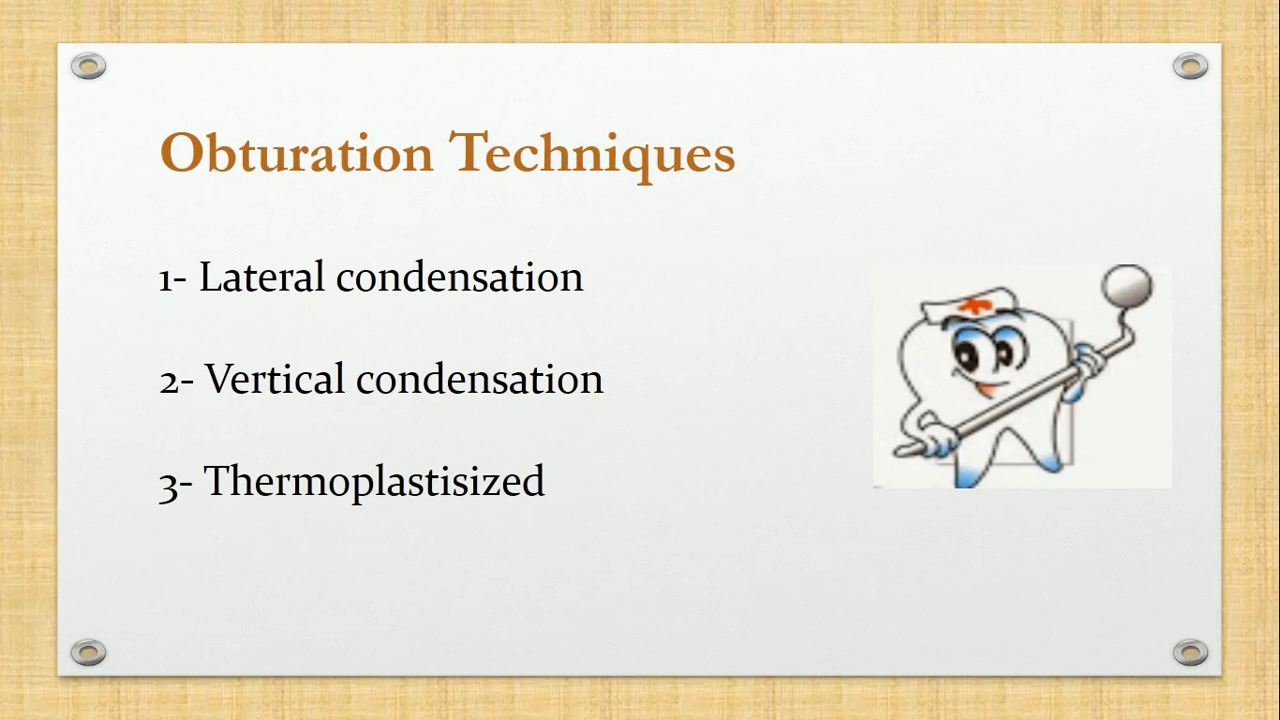 Obturation Techniques
1- Lateral condensation
2- Vertical condensation
3- Thermoplastisized